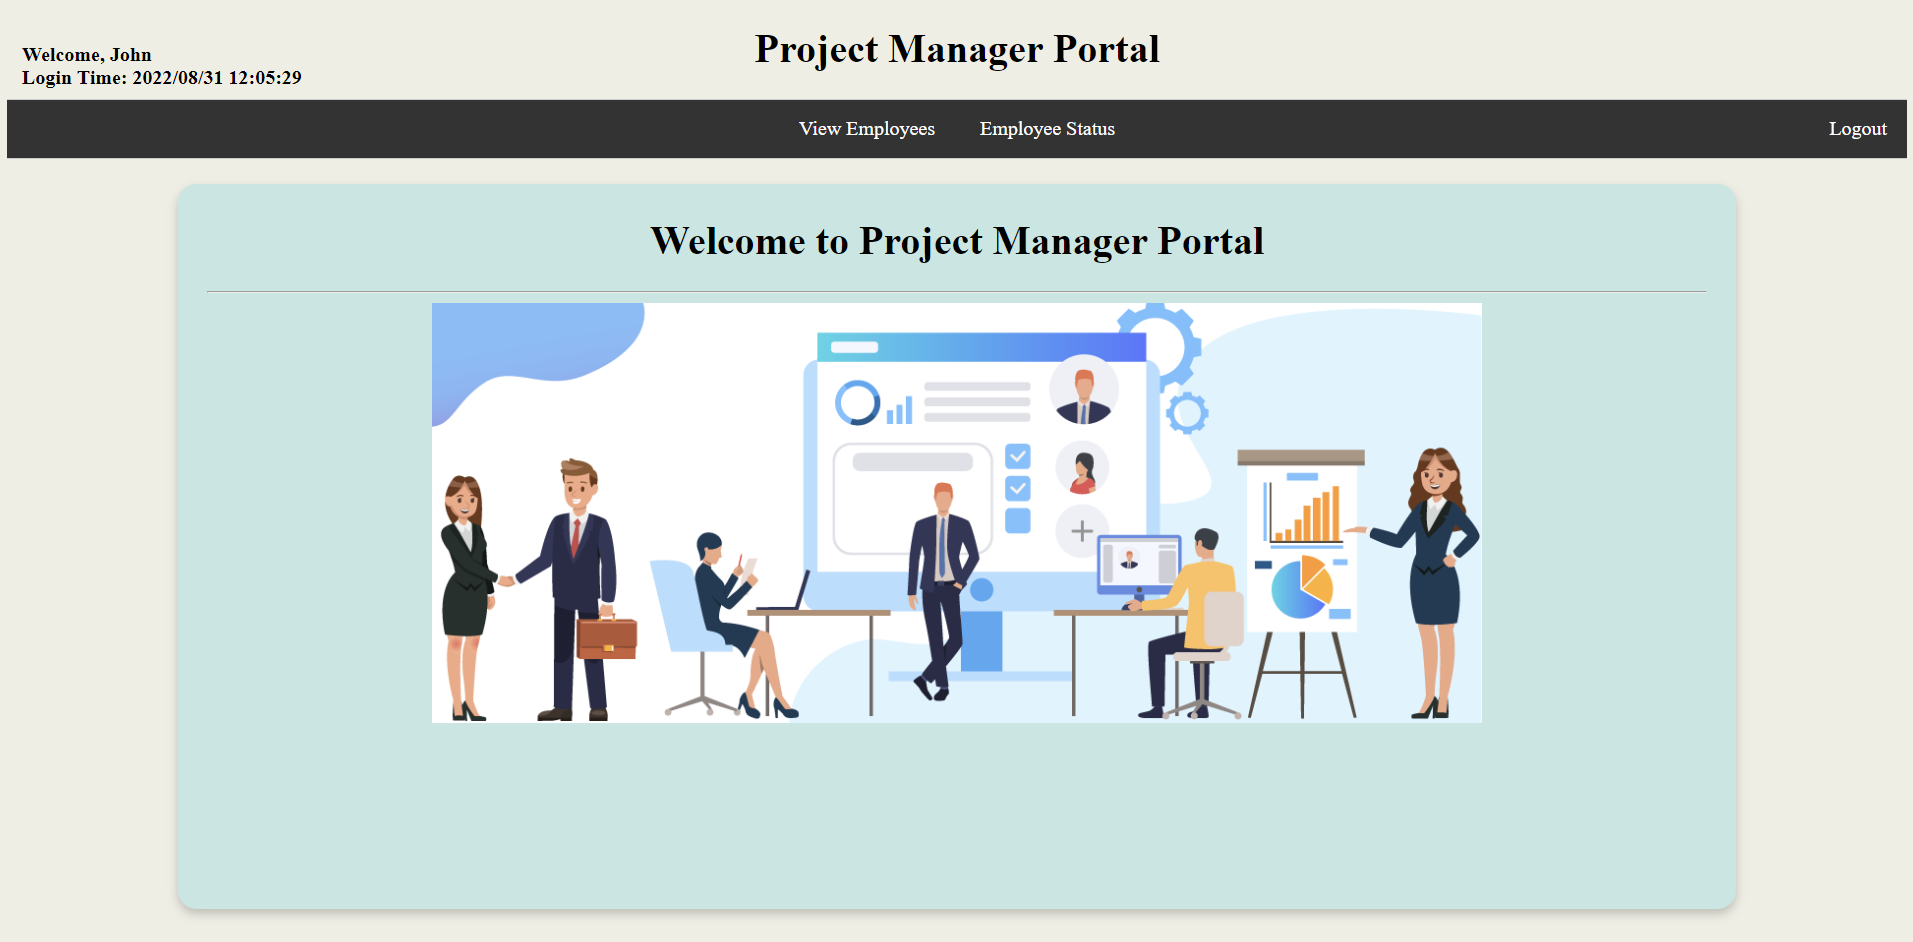 Project Manager Portal
Welcome, John
Login Time: 2022/08/31 12:05:29
View Employees Employee Status Logout
Welcome to Project Manager Portal